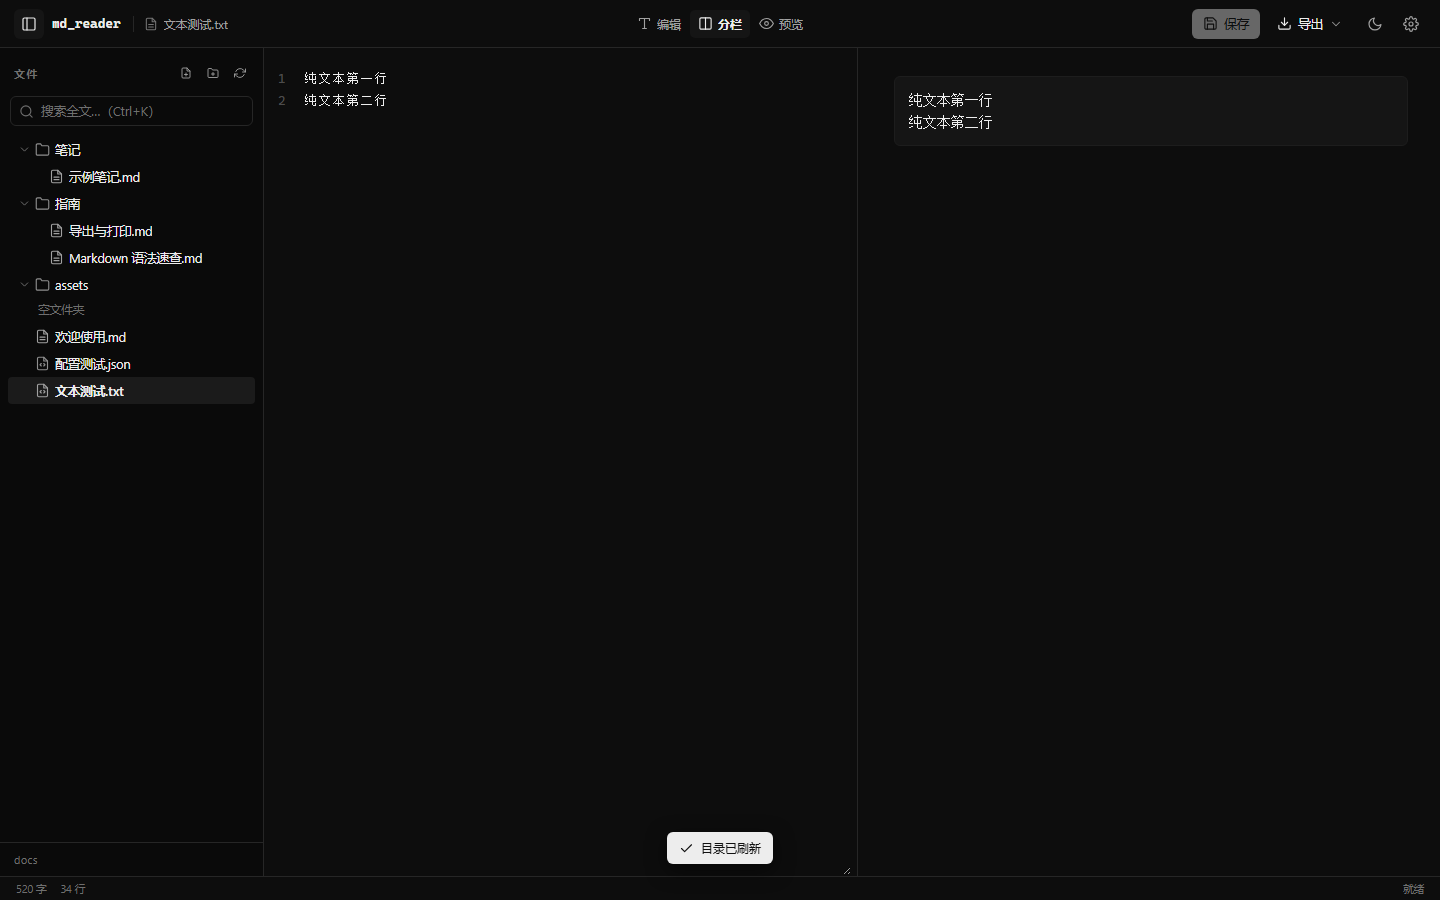 md_reader
文本测试.txt
编辑
分栏
预览
保存
导出
文件
搜索全文... (Ctrl+K)
笔记
示例笔记.md
指南
导出与打印.md
Markdown 语法速查.md
assets
空文件夹
欢迎使用.md
配置测试.json
文本测试.txt
docs
1 纯文本第一行
2 纯文本第二行
纯文本第一行
纯文本第二行
目录已刷新
520 字 34 行
就绪